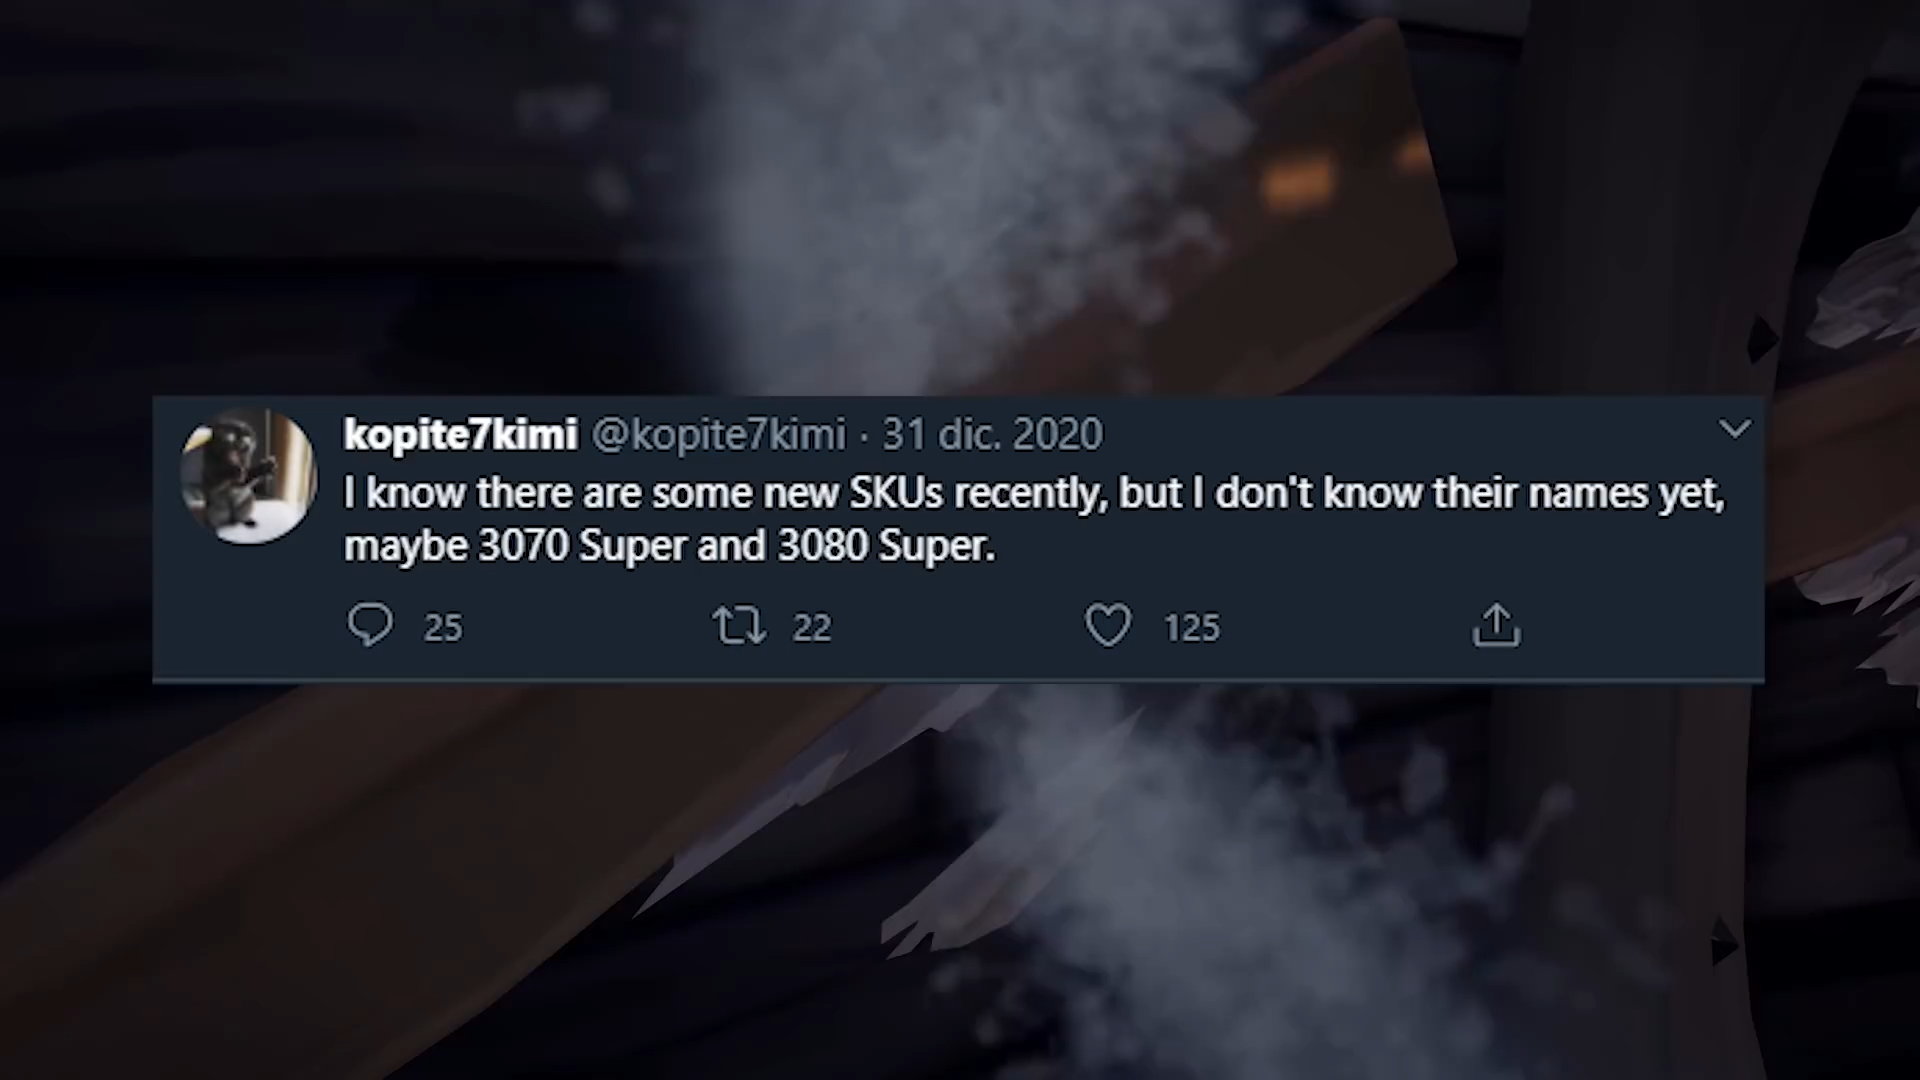 kopite7kimi @kopite7kimi · 31 dic. 2020
I know there are some new SKUs recently, but I don't know their names yet,
maybe 3070 Super and 3080 Super.
25 22 125